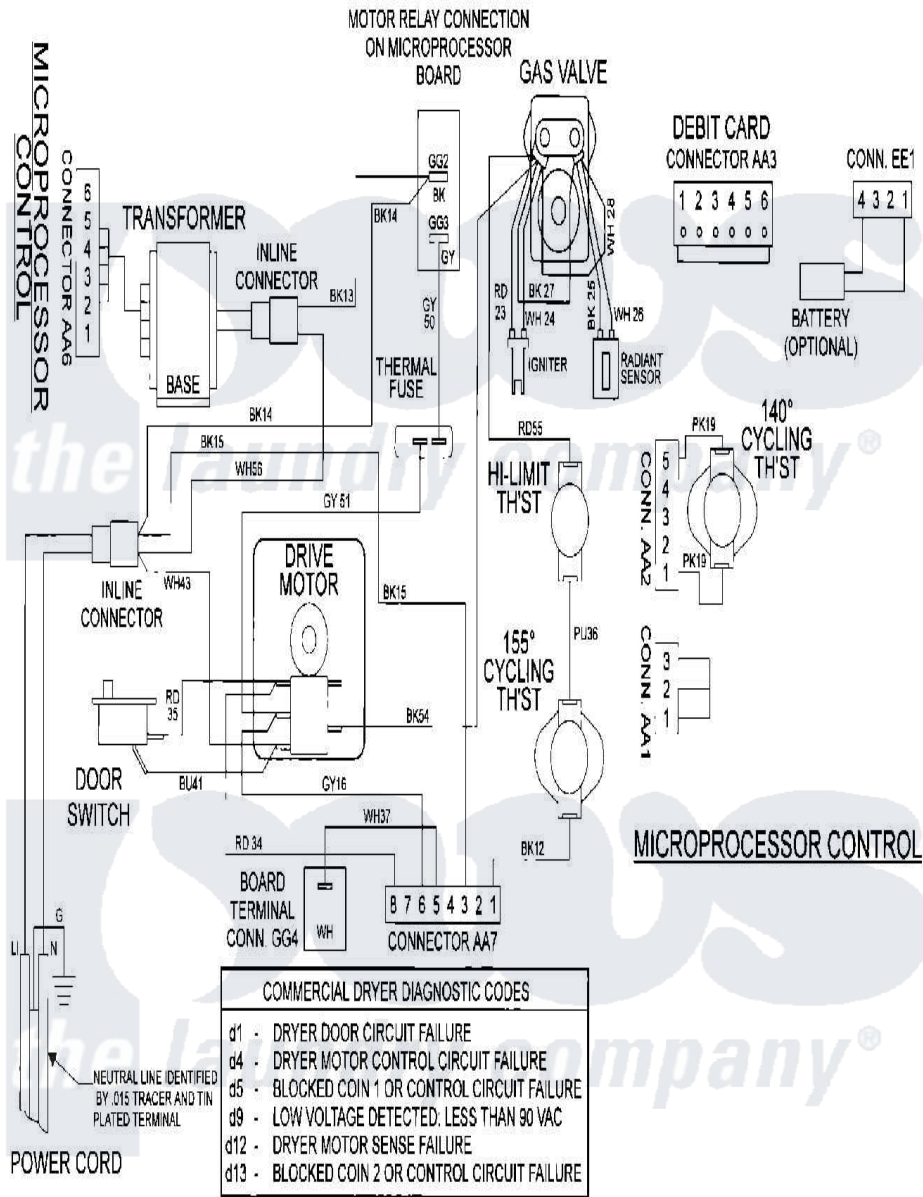 MOTOR RELAY CONNECTION
ON MICROPROCESSOR
BOARD
GAS VALVE
DEBIT CARD
CONNECTOR AA3
1 2 3 4 5 6
CONN. EE1
4 3 2 1
BATTERY
(OPTIONAL)
MICROPROCESSOR
CONTROL
CONNECTOR AA6
6
5
4
3
2
1
TRANSFORMER
BASE
INLINE
CONNECTOR
BK13
BK14
GG2
BK
GG3
GY
GY
50
THERMAL
FUSE
RD
23
BK 27
WH 24
IGNITER
BK 25
WH 28
WH 26
RADIANT
SENSOR
BK14
BK15
WH56
the laundry company®
GY 51
RD55
HI-LIMIT
TH'ST
140°
CYCLING
TH'ST
PK19
PK19
CONN. AA2
5
4
3
2
1
INLINE
CONNECTOR
WH43
DRIVE
MOTOR
BK15
PU36
155°
CYCLING
TH'ST
CONN. AA1
3
2
1
RD
35
BK54
DOOR
SWITCH
BU41
GY16
WH37
RD 34
BK12
MICROPROCESSOR CONTROL
BOARD
TERMINAL
CONN. GG4
WH
8 7 6 5 4 3 2 1
CONNECTOR AA7
G
LI
N
NEUTRAL LINE IDENTIFIED
BY .015 TRACER AND TIN
PLATED TERMINAL
POWER CORD
COMMERCIAL DRYER DIAGNOSTIC CODES
d1 - DRYER DOOR CIRCUIT FAILURE
d4 - DRYER MOTOR CONTROL CIRCUIT FAILURE
d5 - BLOCKED COIN 1 OR CONTROL CIRCUIT FAILURE
d9 - LOW VOLTAGE DETECTED: LESS THAN 90 VAC
d12 - DRYER MOTOR SENSE FAILURE
d13 - BLOCKED COIN 2 OR CONTROL CIRCUIT FAILURE
the laundry company®